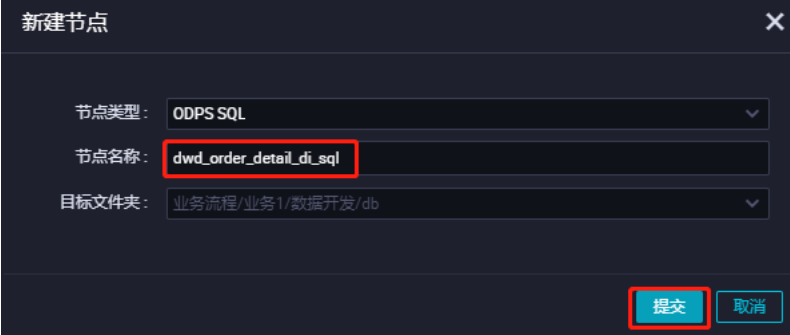 新建节点
节点类型: ODPS SQL
节点名称: dwd_order_detail_di_sql
目标文件夹: 业务流程/业务1/数据开发/db
提交 取消